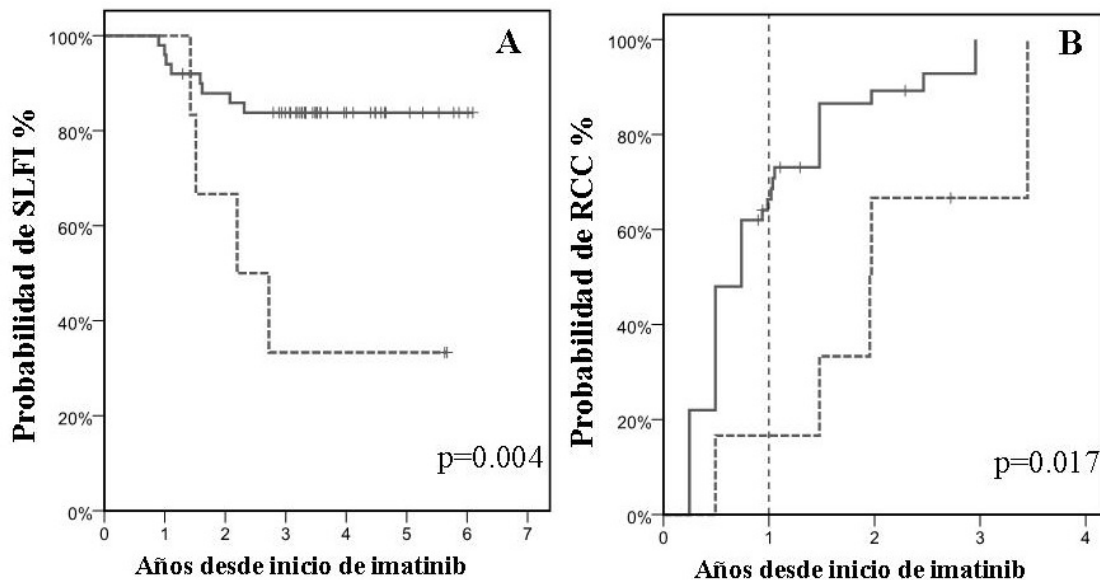 A
Probabilidad de SLFI %
100%
80%
60%
40%
20%
0%
p=0.004
0 1 2 3 4 5 6 7
Años desde inicio de imatinib
B
Probabilidad de RCC %
100%
80%
60%
40%
20%
0%
p=0.017
0 1 2 3 4
Años desde inicio de imatinib